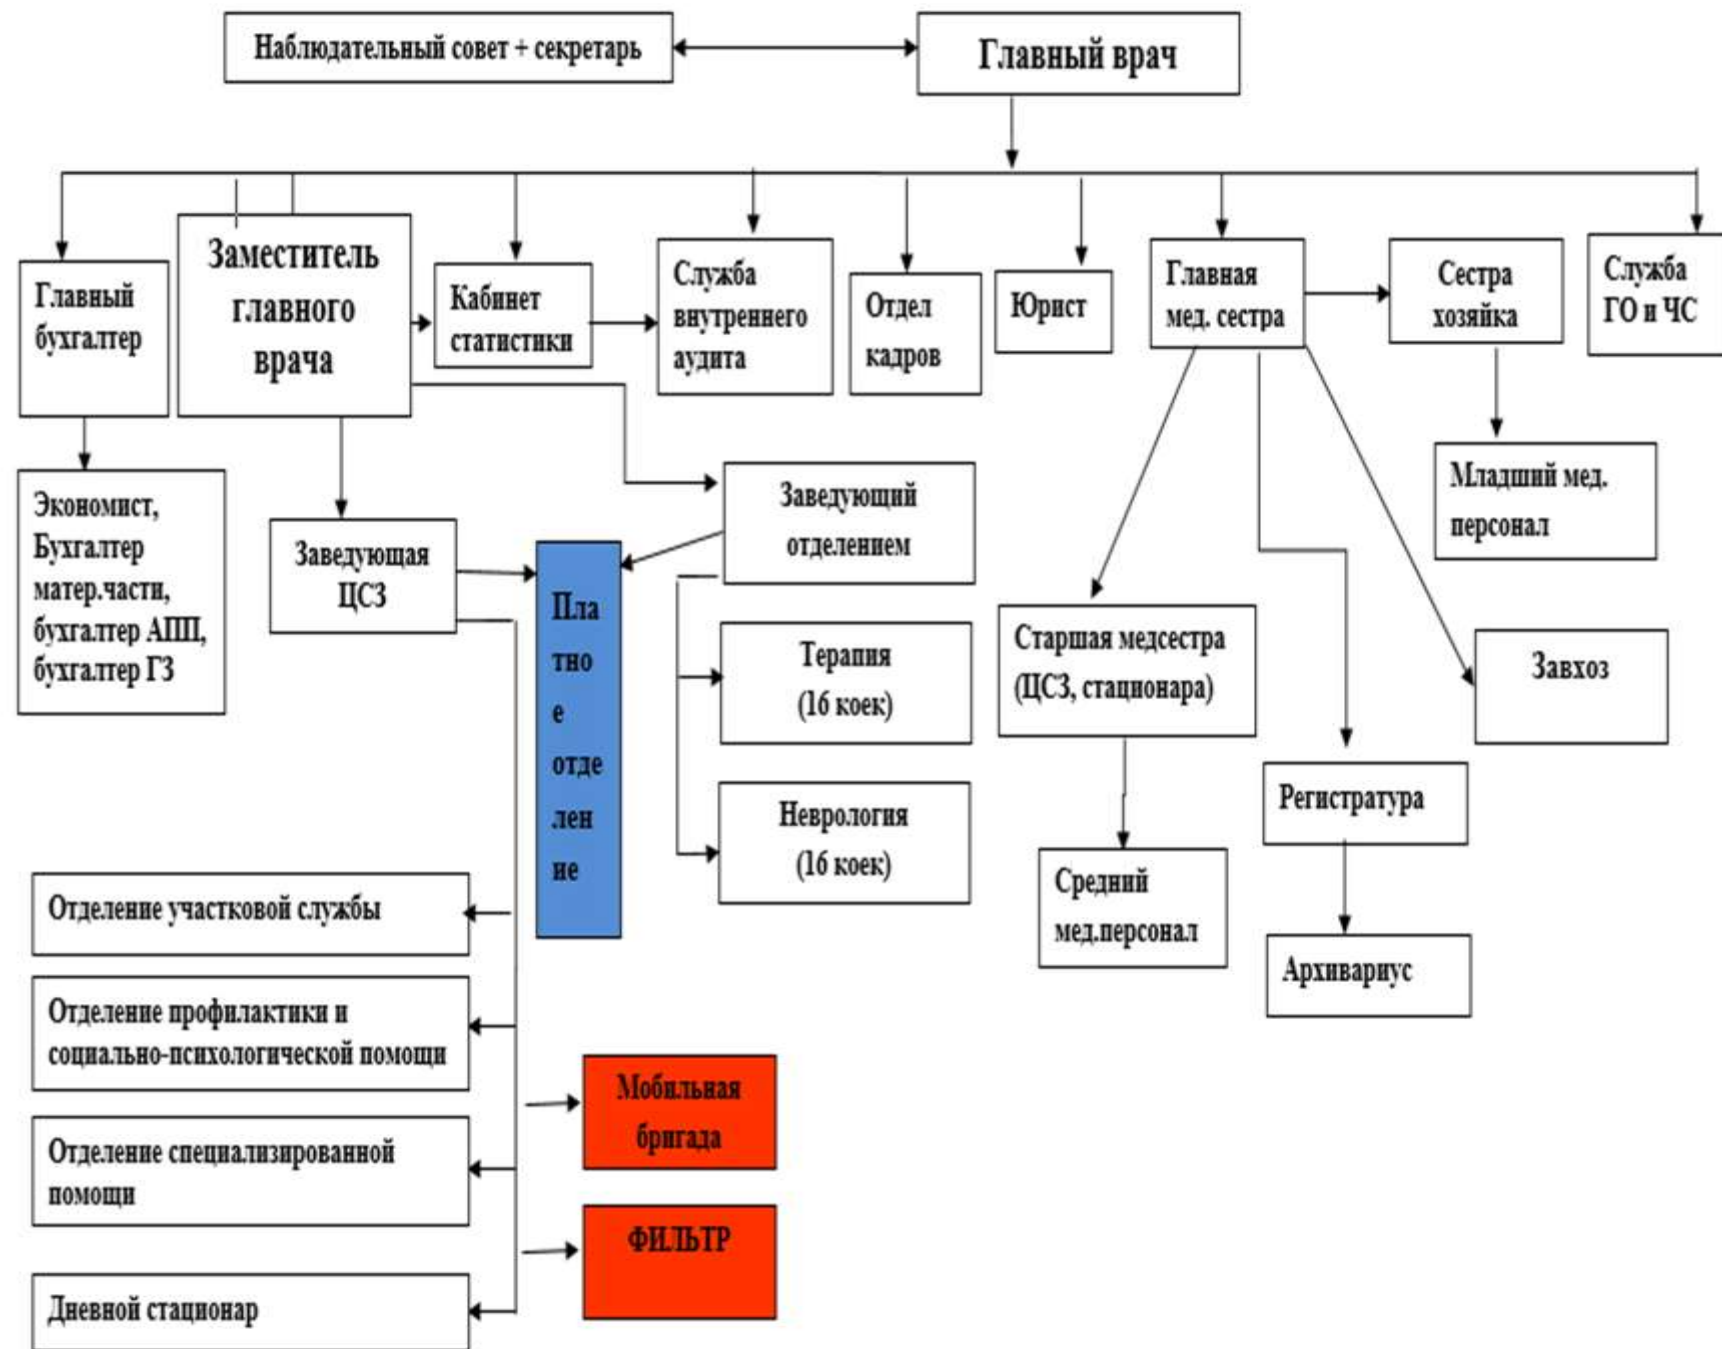 Наблюдательный совет + секретарь
Главный врач
Главный
бухгалтер
Заместитель
главного
врача
Кабинет
статистики
Служба
внутреннего
аудита
Отдел
кадров
Юрист
Главная
мед. сестра
Сестра
хозяйка
Служба
ГО и ЧС
Экономист,
Бухгалтер
матер.части,
бухгалтер АПП,
бухгалтер ГЗ
Заведующая
ЦСЗ
Пла
тно
е
отде
лен
ие
Заведующий
отделением
Терапия
(16 коек)
Неврология
(16 коек)
Младший мед.
персонал
Старшая медсестра
(ЦСЗ, стационара)
Завхоз
Регистратура
Средний
мед.персонал
Архивариус
Отделение участковой службы
Отделение профилактики и
социально-психологической помощи
Отделение специализированной
помощи
Дневной стационар
Мобильная
бригада
ФИЛЬТР